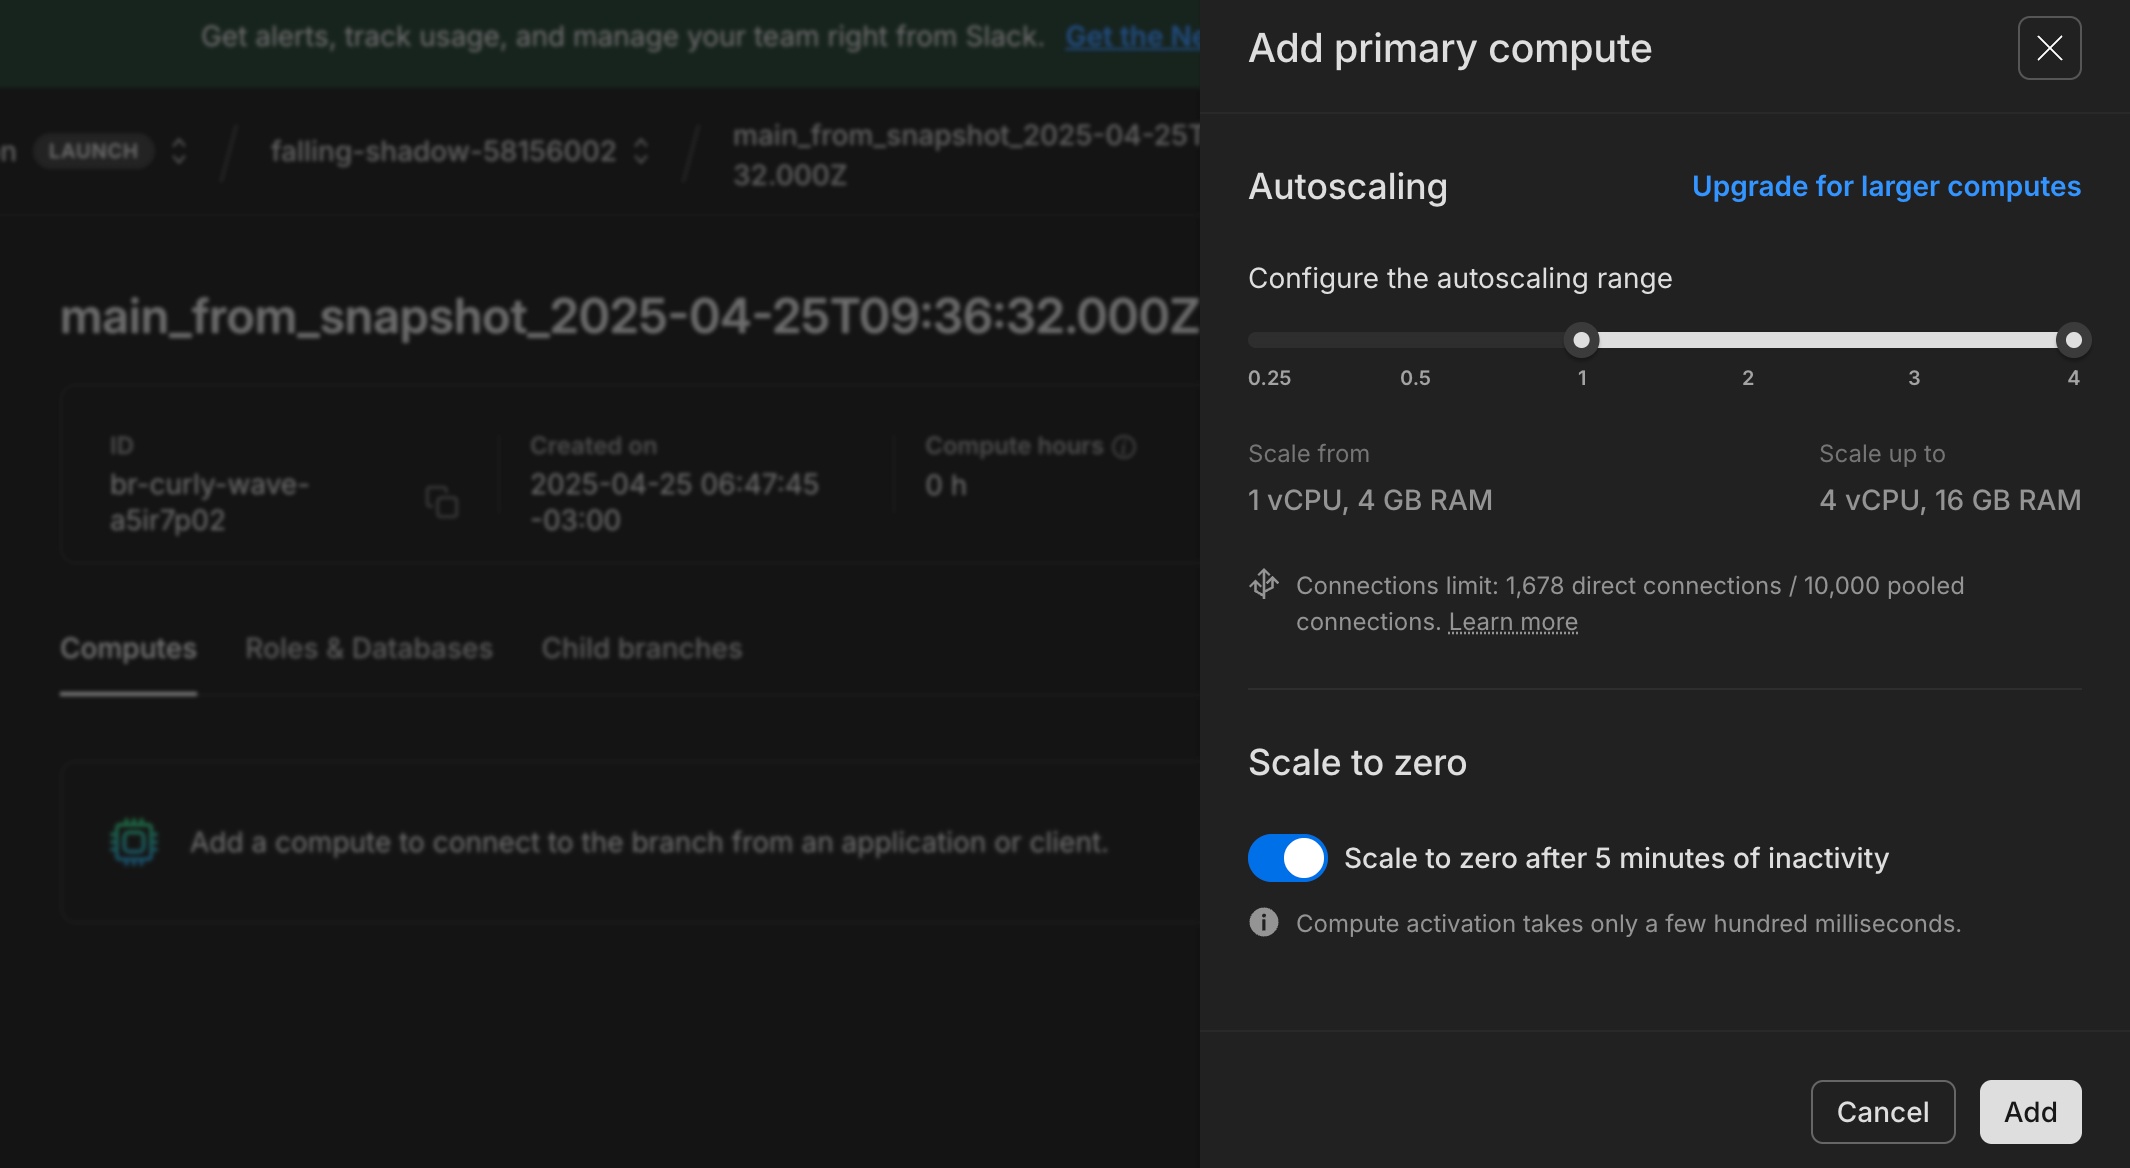 Get alerts, track usage, and manage your team right from Slack. Get the Ne
n LAUNCH / falling-shadow-58156002 / main_from_snapshot_2025-04-25T
32.000Z
main_from_snapshot_2025-04-25T09:36:32.000Z
ID
br-curly-wave-
a5ir7p02
Created on
2025-04-25 06:47:45
-03:00
Compute hours
0 h
Computes Roles & Databases Child branches
Add a compute to connect to the branch from an application or client.
Add primary compute
Autoscaling
Upgrade for larger computes
Configure the autoscaling range
0.25 0.5 1 2 3 4
Scale from
1 vCPU, 4 GB RAM
Scale up to
4 vCPU, 16 GB RAM
Connections limit: 1,678 direct connections / 10,000 pooled
connections. Learn more
Scale to zero
Scale to zero after 5 minutes of inactivity
Compute activation takes only a few hundred milliseconds.
Cancel
Add